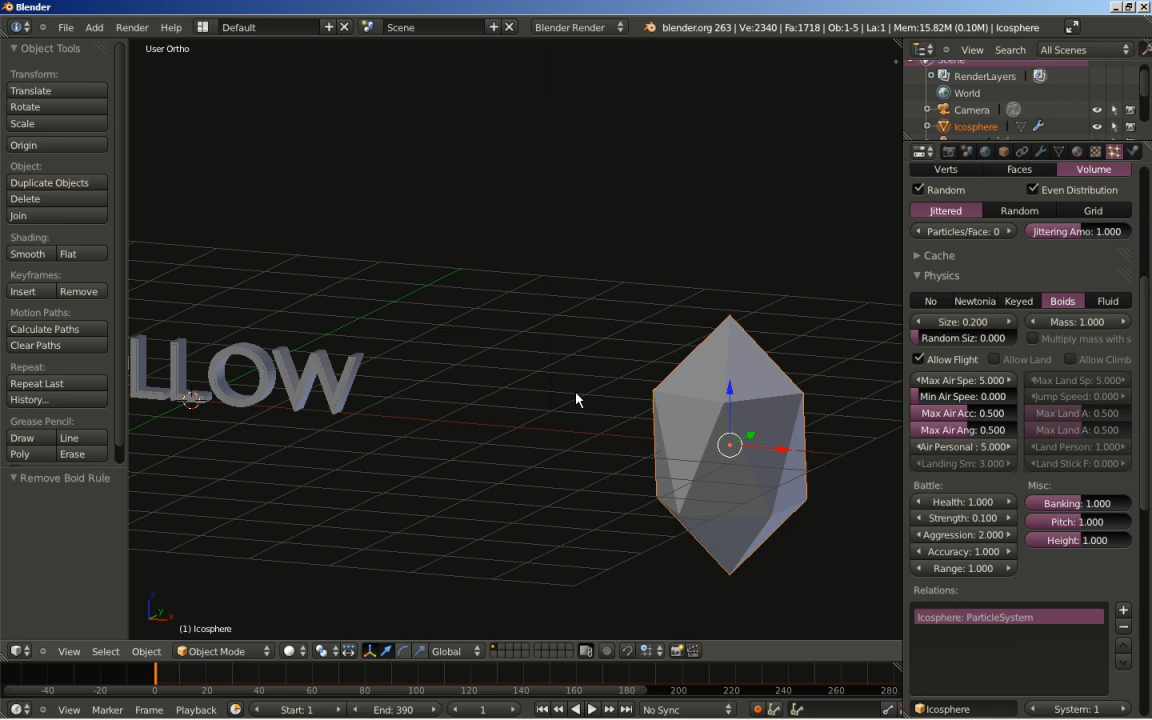 Blender
File Add Render Help Default Scene Blender Render blender.org 263 | Ve:2340 | Fa:1718 | Ob:1-5 | La:1 | Mem:15.82M (0.10M) | Icosphere
Object Tools User Ortho View Search All Scenes
Transform:
Translate
Rotate
Scale
Origin
Object:
Duplicate Objects
Delete
Join
Shading:
Smooth Flat
Keyframes:
Insert Remove
Motion Paths:
Calculate Paths
Clear Paths
Repeat:
Repeat Last
History...
Grease Pencil:
Draw Line
Poly Erase
Remove Boid Rule
LLOW
z
y
x
(1) Icosphere
Scene
RenderLayers |
World
Camera |
Icosphere |
Verts Faces Volume
Random Even Distribution
Jittered Random Grid
Particles/Face: 0 Jittering Amo: 1.000
Cache
Physics
No Newtonia Keyed Boids Fluid
Size: 0.200 Mass: 1.000
Random Siz: 0.000 Multiply mass with s
Allow Flight Allow Land Allow Climb
Max Air Spe: 5.000 Max Land Sp: 5.000
Min Air Spee: 0.000 Jump Speed: 0.000
Max Air Acc: 0.500 Max Land A: 0.500
Max Air Ang: 0.500 Max Land A: 0.500
Air Personal : 5.000 Land Person: 1.000
Landing Sm: 3.000 Land Stick F: 0.000
Battle: Misc:
Health: 1.000 Banking: 1.000
Strength: 0.100 Pitch: 1.000
Aggression: 2.000 Height: 1.000
Accuracy: 1.000
Range: 1.000
Relations:
Icosphere: ParticleSystem
Icosphere System: 1
View Select Object Object Mode Global
-40 -20 0 20 40 60 80 100 120 140 160 180 200 220 240 260 280
View Marker Frame Playback Start: 1 End: 390 1 No Sync